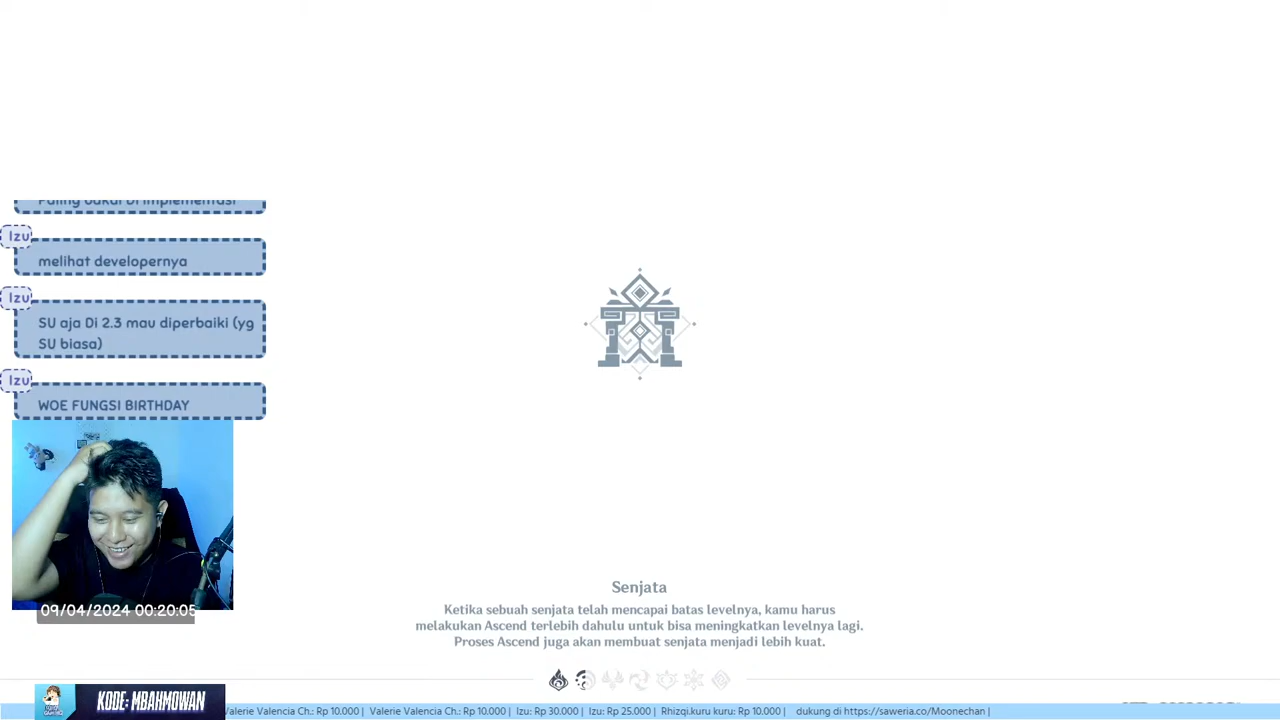 Paling bakal Di implementasi
Izu
melihat developernya
Izu
SU aja Di 2.3 mau diperbaiki (yg
SU biasa)
Izu
WOE FUNGSI BIRTHDAY
09/04/2024 00:20:05
Senjata
Ketika sebuah senjata telah mencapai batas levelnya, kamu harus
melakukan Ascend terlebih dahulu untuk bisa meningkatkan levelnya lagi.
Proses Ascend juga akan membuat senjata menjadi lebih kuat.
KODE: MBAHMOWAN
Valerie Valencia Ch.: Rp 10.000 | Valerie Valencia Ch.: Rp 10.000 | Izu: Rp 30.000 | Izu: Rp 25.000 | Rhizqi.kuru kuru: Rp 10.000 | dukung di https://saweria.co/Moonechan |